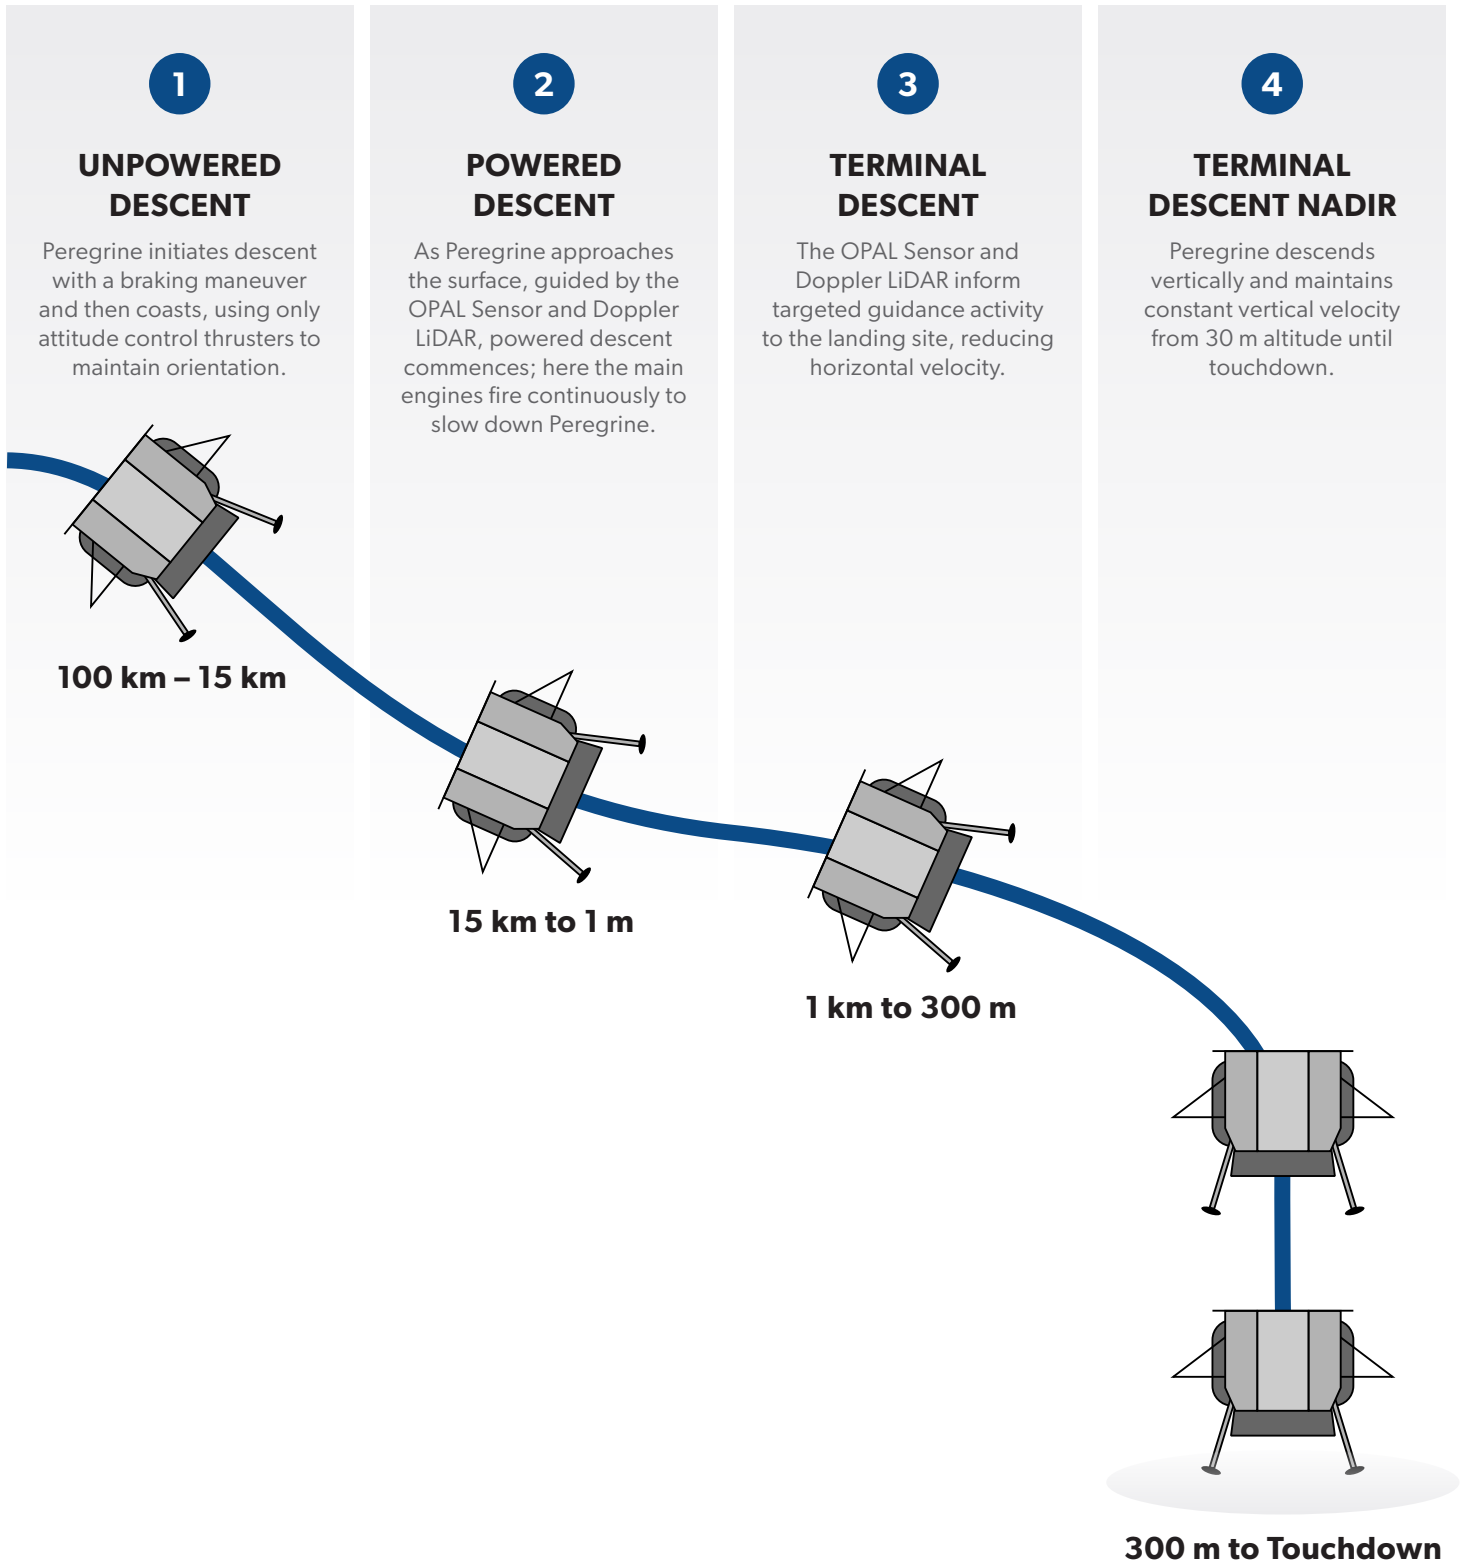 1
UNPOWERED
DESCENT
Peregrine initiates descent
with a braking maneuver
and then coasts, using only
attitude control thrusters to
maintain orientation.
100 km – 15 km
2
POWERED
DESCENT
As Peregrine approaches
the surface, guided by the
OPAL Sensor and Doppler
LiDAR, powered descent
commences; here the main
engines fire continuously to
slow down Peregrine.
15 km to 1 m
3
TERMINAL
DESCENT
The OPAL Sensor and
Doppler LiDAR inform
targeted guidance activity
to the landing site, reducing
horizontal velocity.
1 km to 300 m
4
TERMINAL
DESCENT NADIR
Peregrine descends
vertically and maintains
constant vertical velocity
from 30 m altitude until
touchdown.
300 m to Touchdown